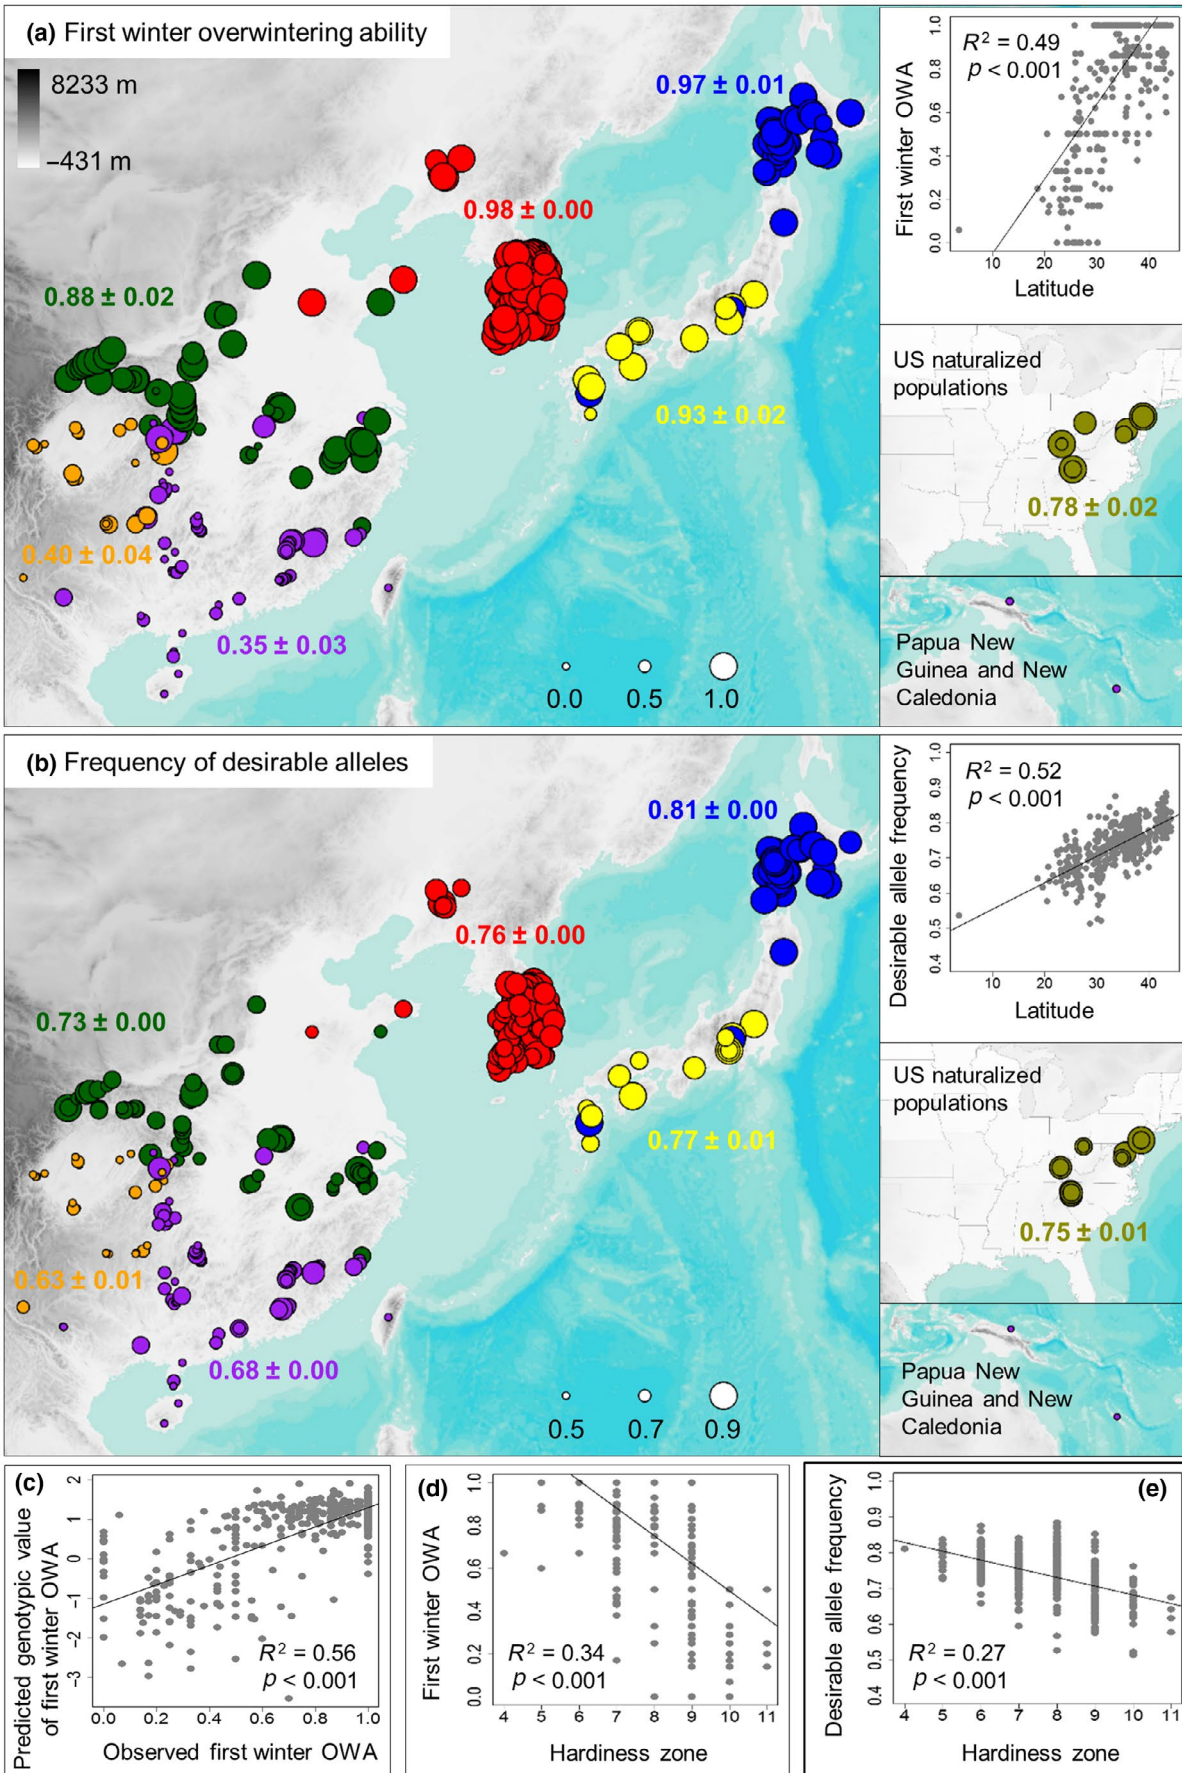 (a) First winter overwintering ability
8233 m
−431 m
0.97 ± 0.01
0.98 ± 0.00
0.88 ± 0.02
0.93 ± 0.02
0.40 ± 0.04
0.35 ± 0.03
0.0 0.5 1.0
First winter OWA
R² = 0.49
p < 0.001
0.0 0.2 0.4 0.6 0.8 1.0
10 20 30 40
Latitude
US naturalized
populations
0.78 ± 0.02
Papua New
Guinea and New
Caledonia
(b) Frequency of desirable alleles
0.81 ± 0.00
0.76 ± 0.00
0.73 ± 0.00
0.77 ± 0.01
0.63 ± 0.01
0.68 ± 0.00
0.5 0.7 0.9
Desirable allele frequency
R² = 0.52
p < 0.001
0.4 0.5 0.6 0.7 0.8 0.9 1.0
10 20 30 40
Latitude
US naturalized
populations
0.75 ± 0.01
Papua New
Guinea and New
Caledonia
(c)
Predicted genotypic value
of first winter OWA
−3 −2 −1 0 1 2
R² = 0.56
p < 0.001
0.0 0.2 0.4 0.6 0.8 1.0
Observed first winter OWA
(d)
First winter OWA
0.0 0.2 0.4 0.6 0.8 1.0
R² = 0.34
p < 0.001
4 5 6 7 8 9 10 11
Hardiness zone
(e)
Desirable allele frequency
0.4 0.5 0.6 0.7 0.8 0.9 1.0
R² = 0.27
p < 0.001
4 5 6 7 8 9 10 11
Hardiness zone